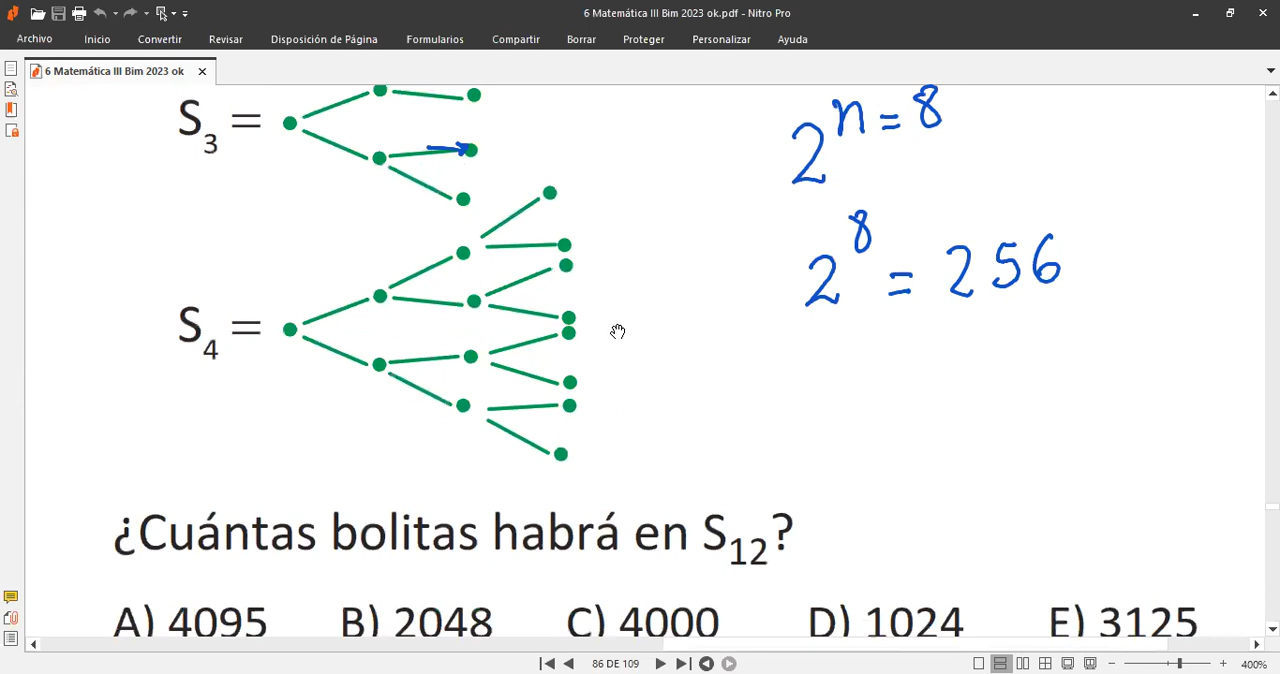 6 Matemática III Bim 2023 ok.pdf - Nitro Pro
Archivo Inicio Convertir Revisar Disposición de Página Formularios Compartir Borrar Proteger Personalizar Ayuda
6 Matemática III Bim 2023 ok ×
S₃ =
2ⁿ⁼⁸
2⁸ = 256
S₄ =
¿Cuántas bolitas habrá en S₁₂?
A) 4095 B) 2048 C) 4000 D) 1024 E) 3125
86 DE 109
400%